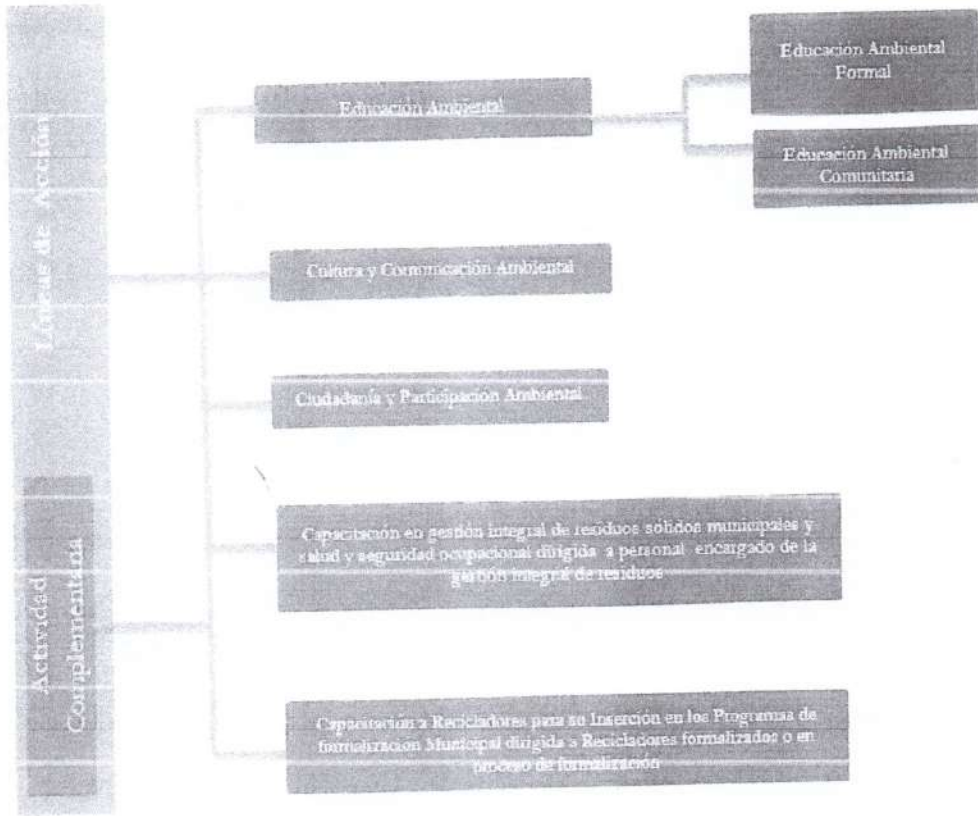 Líneas de Acción
Educación Ambiental
Educación Ambiental
Formal
Educación Ambiental
Comunitaria
Cultura y Comunicación Ambiental
Ciudadanía y Participación Ambiental
Actividad
Complementaria
Capacitación en gestión integral de residuos sólidos municipales y
salud y seguridad ocupacional dirigida a personal encargado de la
gestión integral de residuos
Capacitación a Recicladores para su Inserción en los Programas de
formalización Municipal dirigida a Recicladores formalizados o en
proceso de formalización